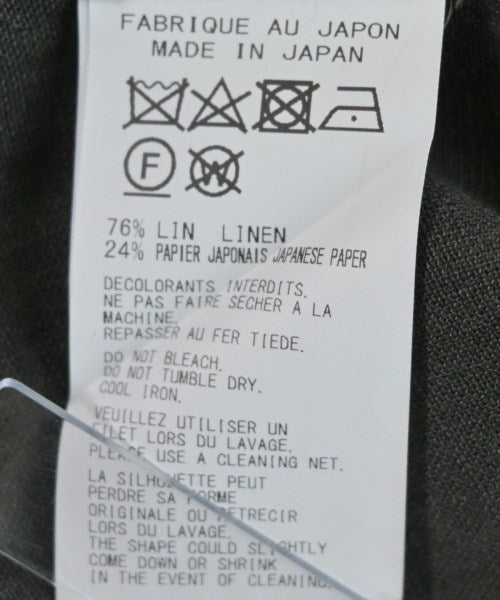 FABRIQUE AU JAPON
MADE IN JAPAN
F
W
76% LIN LINEN
24% PAPIER JAPONAIS JAPANESE PAPER
DECOLORANTS INTERDITS.
NE PAS FAIRE SECHER A LA
MACHINE.
REPASSER AU FER TIEDE.
DO NOT BLEACH.
DO NOT TUMBLE DRY.
COOL IRON.
VEUILLEZ UTILISER UN
FILET LORS DU LAVAGE.
PLEASE USE A CLEANING NET.
LA SILHOUETTE PEUT
PERDRE SA FORME
ORIGINALE OU RETRECIR
LORS DU LAVAGE.
THE SHAPE COULD SLIGHTLY
COME DOWN OR SHRINK
IN THE EVENT OF CLEANING.